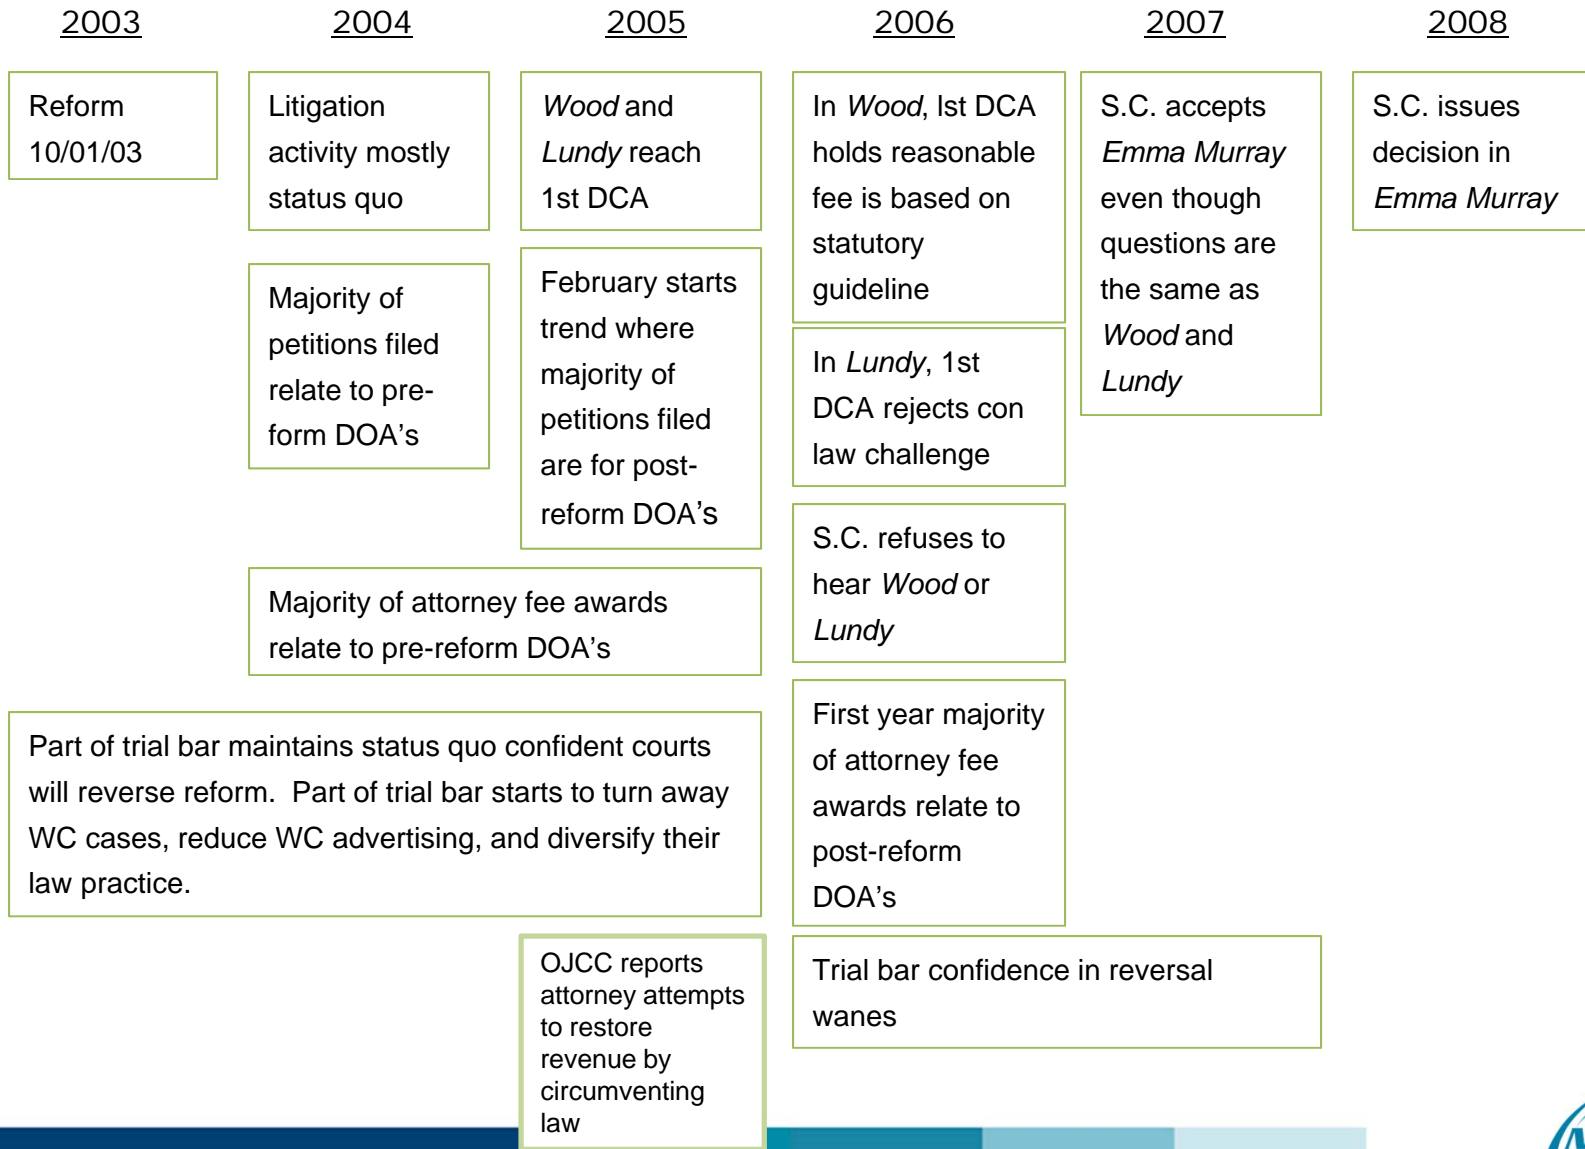 2003
2004
2005
2006
2007
2008
Reform
10/01/03
Litigation
activity mostly
status quo
Majority of
petitions filed
relate to pre-
form DOA's
Wood and
Lundy reach
1st DCA
February starts
trend where
majority of
petitions filed
are for post-
reform DOA's
Majority of attorney fee awards
relate to pre-reform DOA's
Part of trial bar maintains status quo confident courts
will reverse reform. Part of trial bar starts to turn away
WC cases, reduce WC advertising, and diversify their
law practice.
OJCC reports
attorney attempts
to restore
revenue by
circumventing
law
In Wood, lst DCA
holds reasonable
fee is based on
statutory
guideline
In Lundy, 1st
DCA rejects con
law challenge
S.C. refuses to
hear Wood or
Lundy
First year majority
of attorney fee
awards relate to
post-reform
DOA's
Trial bar confidence in reversal
wanes
S.C. accepts
Emma Murray
even though
questions are
the same as
Wood and
Lundy
S.C. issues
decision in
Emma Murray